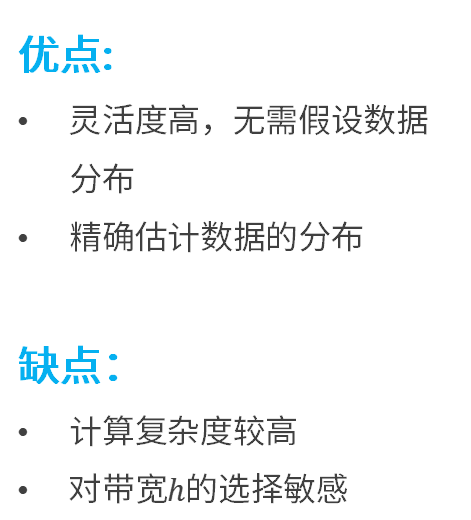 优点:
• 灵活度高，无需假设数据
分布
• 精确估计数据的分布
缺点：
• 计算复杂度较高
• 对带宽h的选择敏感